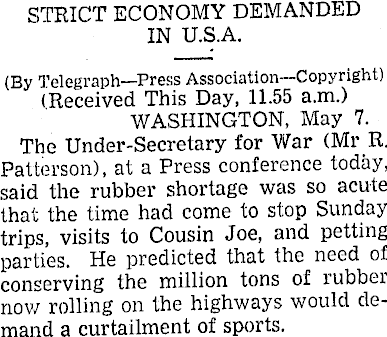 STRICT ECONOMY DEMANDED
IN U.S.A.
(By Telegraph—Press Association—Copyright)
(Received This Day, 11.55 a.m.)
WASHINGTON, May 7.
The Under-Secretary for War (Mr R.
Patterson), at a Press conference today,
said the rubber shortage was so acute
that the time had come to stop Sunday
trips, visits to Cousin Joe, and petting
parties. He predicted that the need of
conserving the million tons of rubber
now rolling on the highways would de-
mand a curtailment of sports.